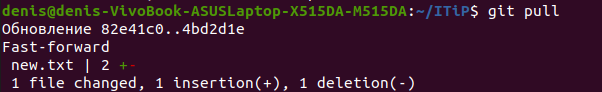 denis@denis-VivoBook-ASUSLaptop-X515DA-M515DA:~/ITiP$ git pull
Обновление 82e41c0..4bd2d1e
Fast-forward
 new.txt | 2 +-
 1 file changed, 1 insertion(+), 1 deletion(-)